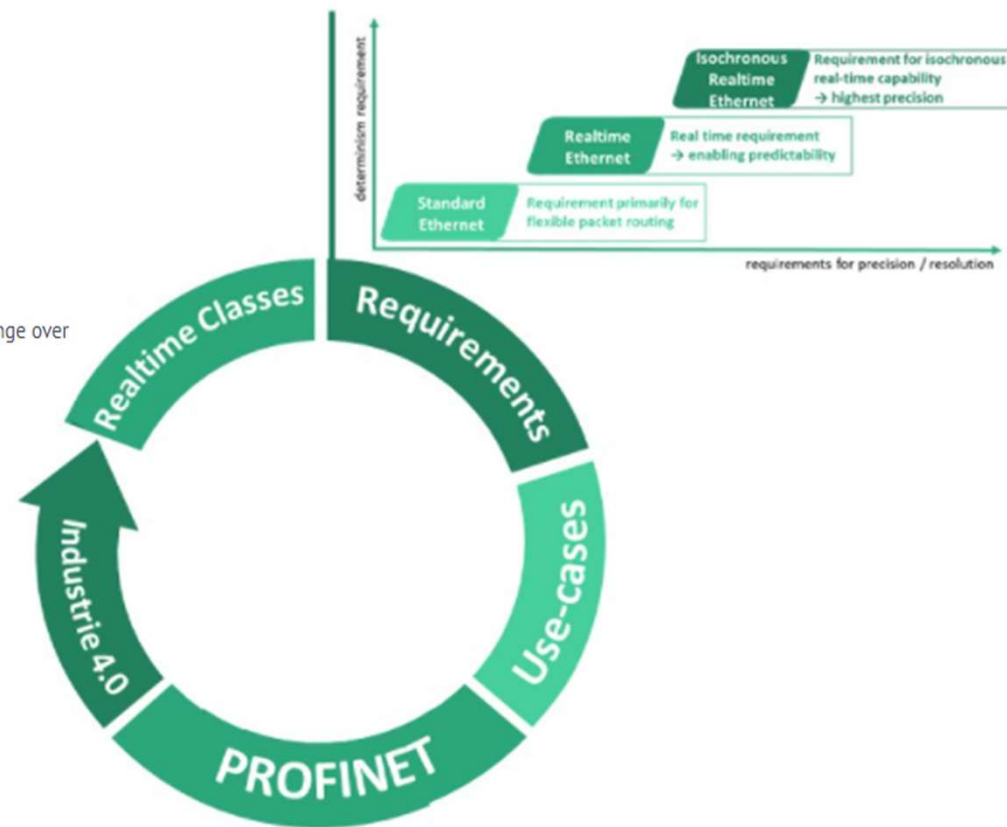 determinism requirement
Isochronous
Realtime
Ethernet
Requirement for isochronous
real-time capability
→ highest precision
Realtime
Ethernet
Real time requirement
→ enabling predictability
Standard
Ethernet
Requirement primarily for
flexible packet routing
requirements for precision / resolution
nge over
Realtime Classes
Requirements
Use-cases
PROFINET
Industrie 4.0